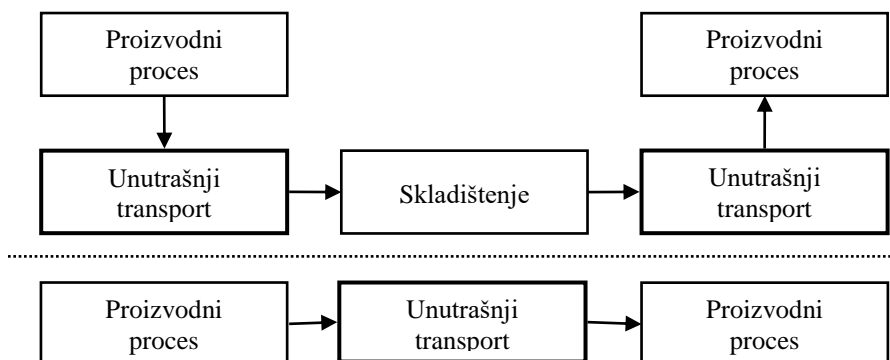 Proizvodni
proces
Proizvodni
proces
Unutrašnji
transport
Skladištenje
Unutrašnji
transport
Proizvodni
proces
Unutrašnji
transport
Proizvodni
proces